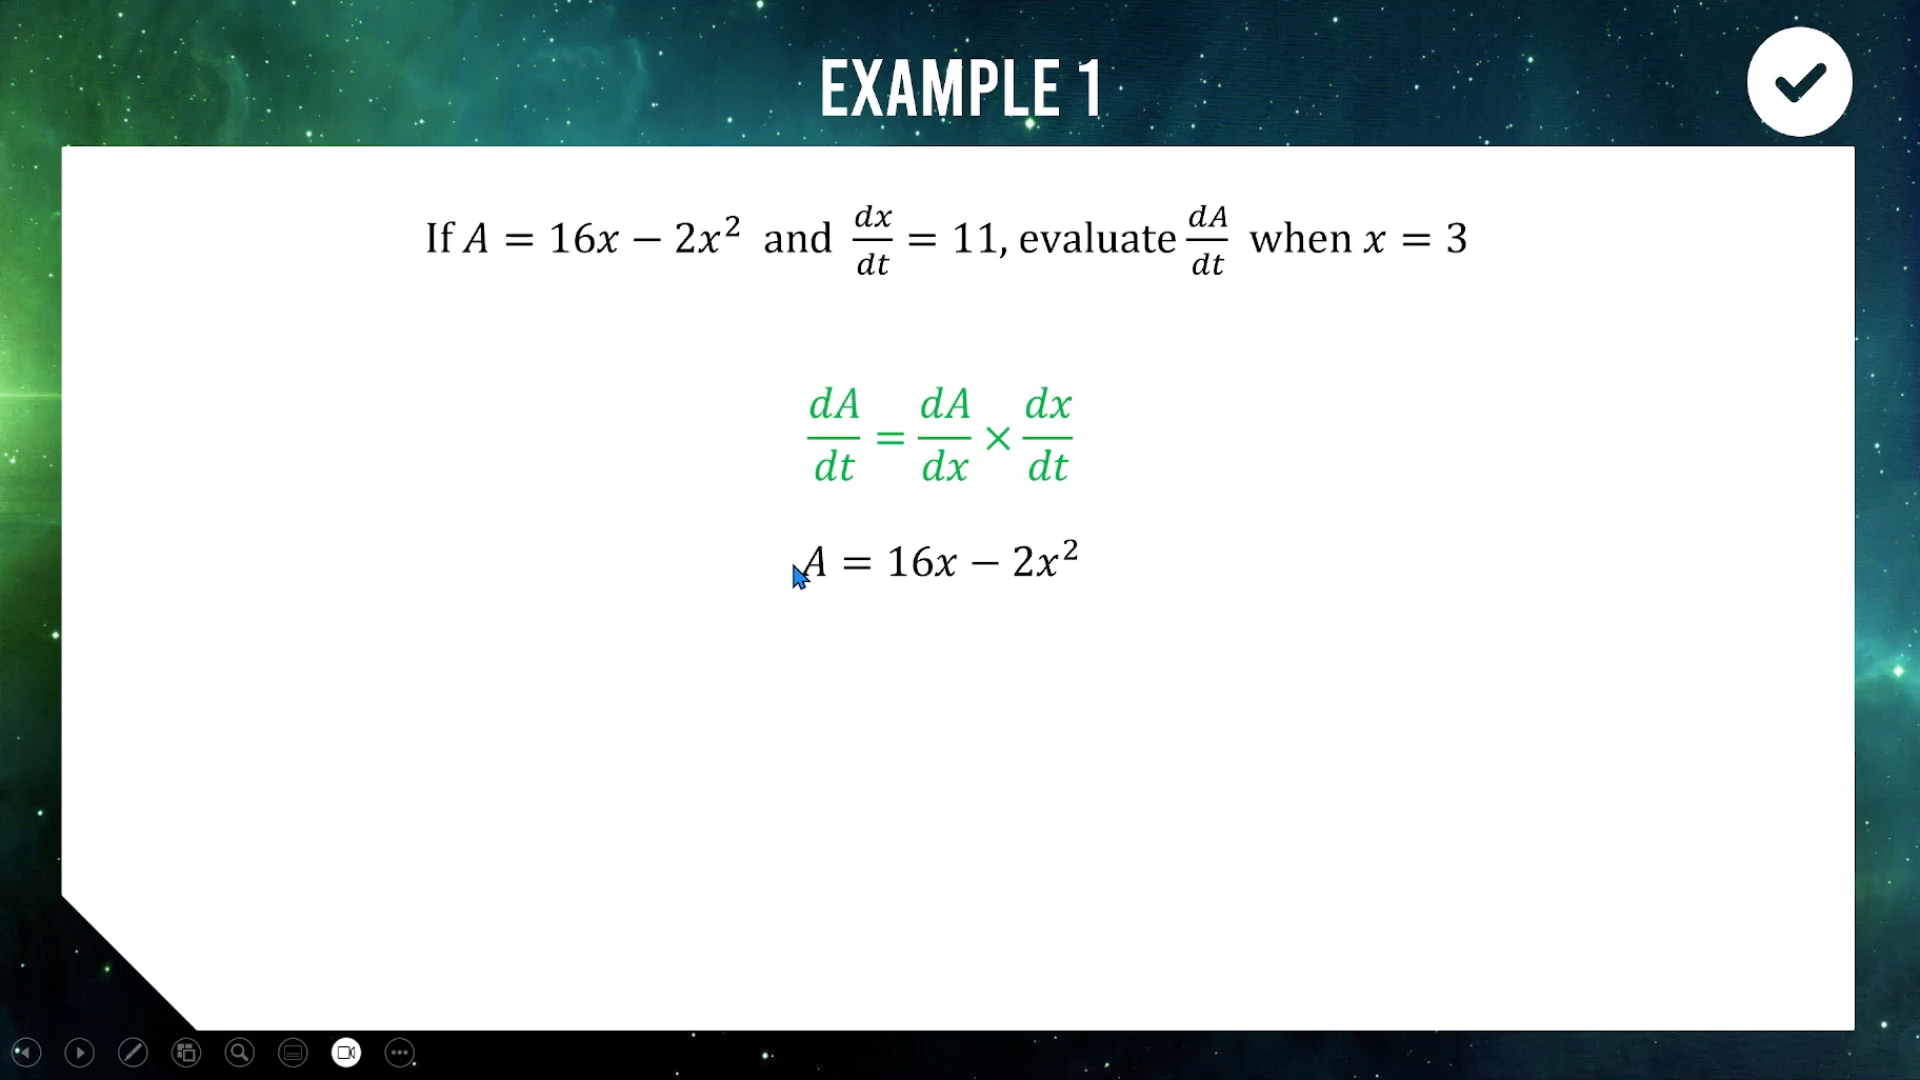 EXAMPLE 1
If A = 16x − 2x² and dx/dt = 11, evaluate dA/dt when x = 3
dA/dt = dA/dx × dx/dt
A = 16x − 2x²